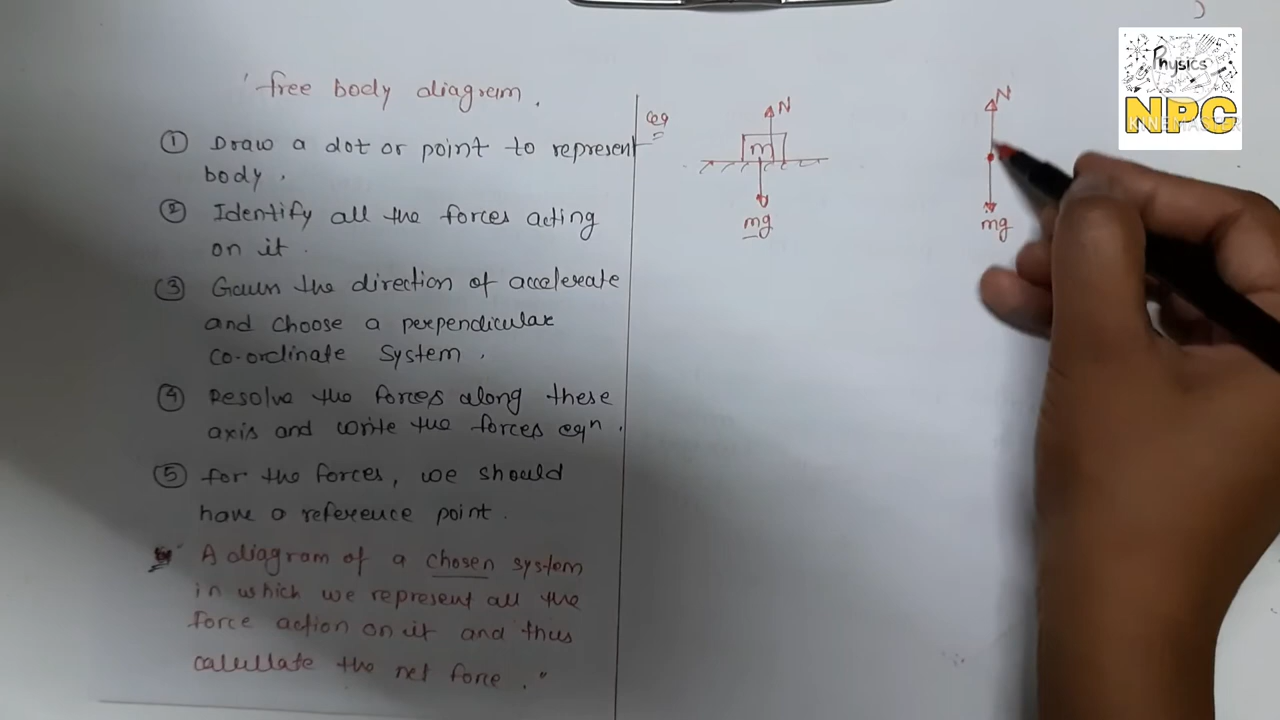 free body diagram.
① Draw a dot or point to represent
body.
② Identify all the forces acting
on it.
③ Gaun the direction of accelerate
and choose a perpendicular
co-ordinate system.
④ Resolve the forces along these
axis and write the forces eqⁿ.
⑤ for the forces, we should
have a reference point.
" A diagram of a chosen system
in which we represent all the
force action on it and thus
calullate the net force."
eg
N
m
mg
N
mg
Physics
NPC
KINEMASTER